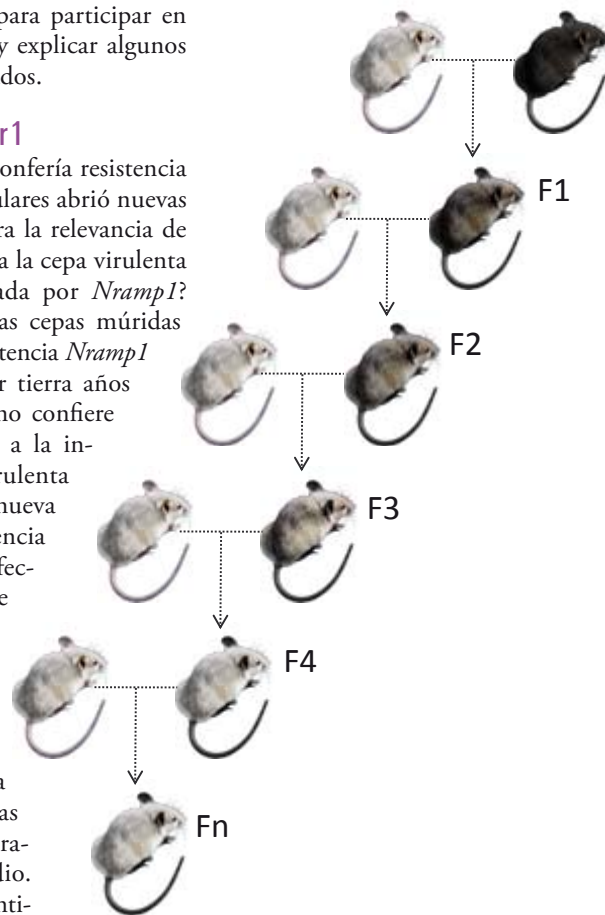 para participar en
y explicar algunos
dos.
r1
onfería resistencia
ulares abrió nuevas
ra la relevancia de
a la cepa virulenta
ada por Nramp1?
as cepas múridas
tencia Nramp1
r tierra años
no confiere
a la in-
rulenta
nueva
encia
fec-
e
a
as
ra-
dio.
nti-
F1
F2
F3
F4
Fn